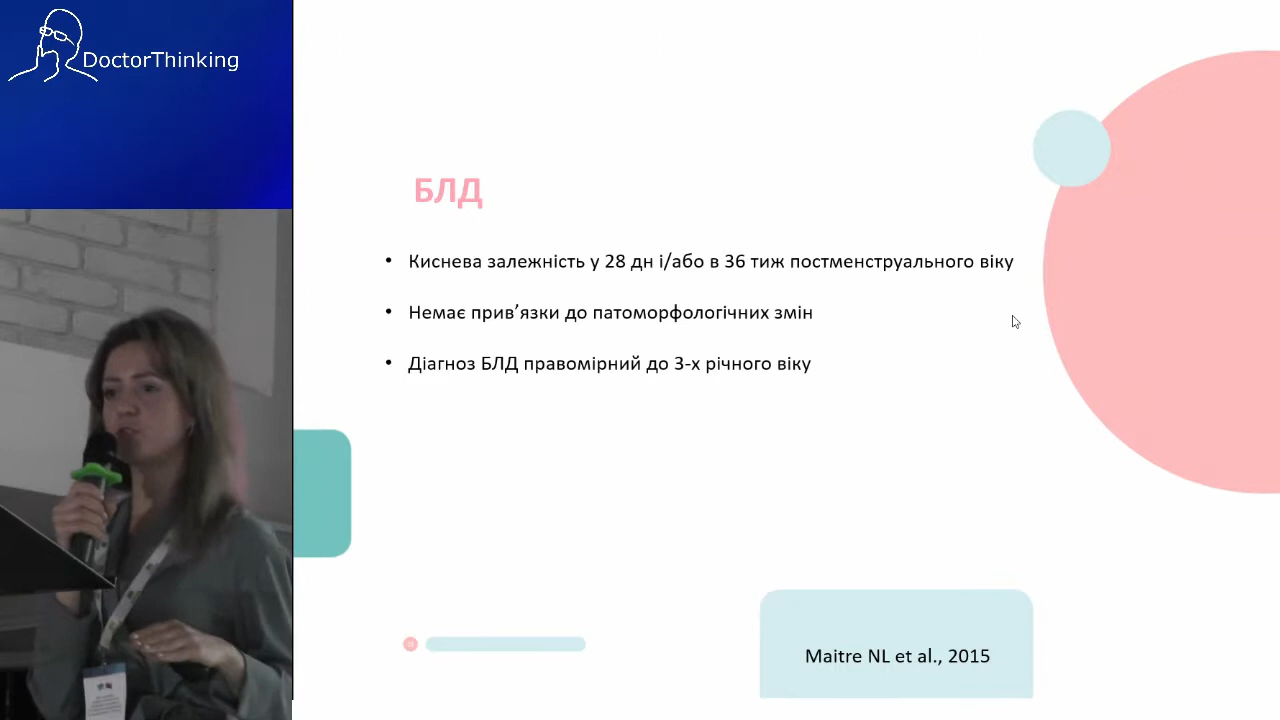 DoctorThinking
БЛД
• Киснева залежність у 28 дн і/або в 36 тиж постменструального віку
• Немає прив’язки до патоморфологічних змін
• Діагноз БЛД правомірний до 3-х річного віку
Maitre NL et al., 2015